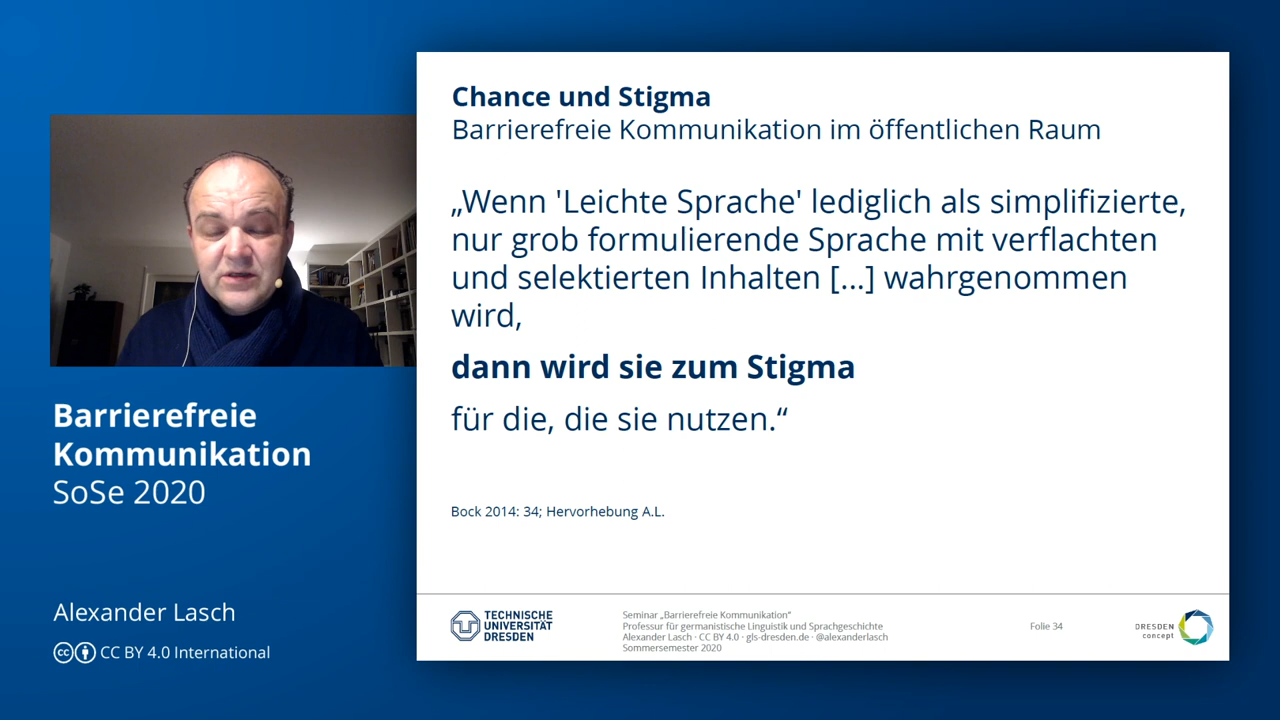 Chance und Stigma
Barrierefreie Kommunikation im öffentlichen Raum
„Wenn 'Leichte Sprache' lediglich als simplifizierte,
nur grob formulierende Sprache mit verflachten
und selektierten Inhalten [...] wahrgenommen
wird,
dann wird sie zum Stigma
für die, die sie nutzen.“
Bock 2014: 34; Hervorhebung A.L.
Barrierefreie
Kommunikation
SoSe 2020
Alexander Lasch
CC BY 4.0 International
TECHNISCHE
UNIVERSITÄT
DRESDEN
Seminar „Barrierefreie Kommunikation“
Professur für germanistische Linguistik und Sprachgeschichte
Alexander Lasch · CC BY 4.0 · gls-dresden.de · @alexanderlasch
Sommersemester 2020
Folie 34
DRESDEN
concept